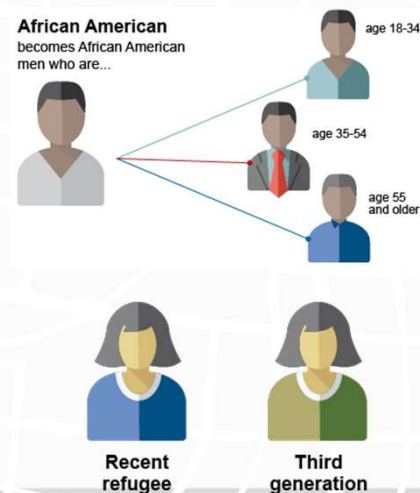 African American
becomes African American
men who are...
age 18-34
age 35-54
age 55
and older
Recent
refugee
Third
generation